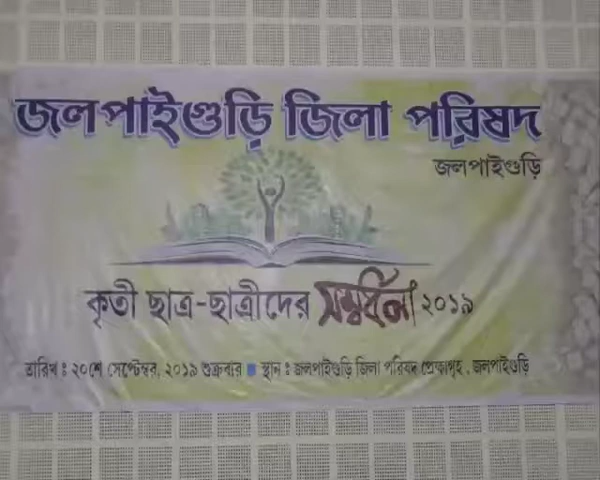 জলপাইগুড়ি জিলা পরিষদ
জলপাইগুড়ি
কৃতী ছাত্র-ছাত্রীদের সম্বর্ধনা ২০১৯
তারিখ ঃ ২০শে সেপ্টেম্বর, ২০১৯ শুক্রবার ■ স্থান ঃ জলপাইগুড়ি জিলা পরিষদ প্রেক্ষাগৃহ, জলপাইগুড়ি